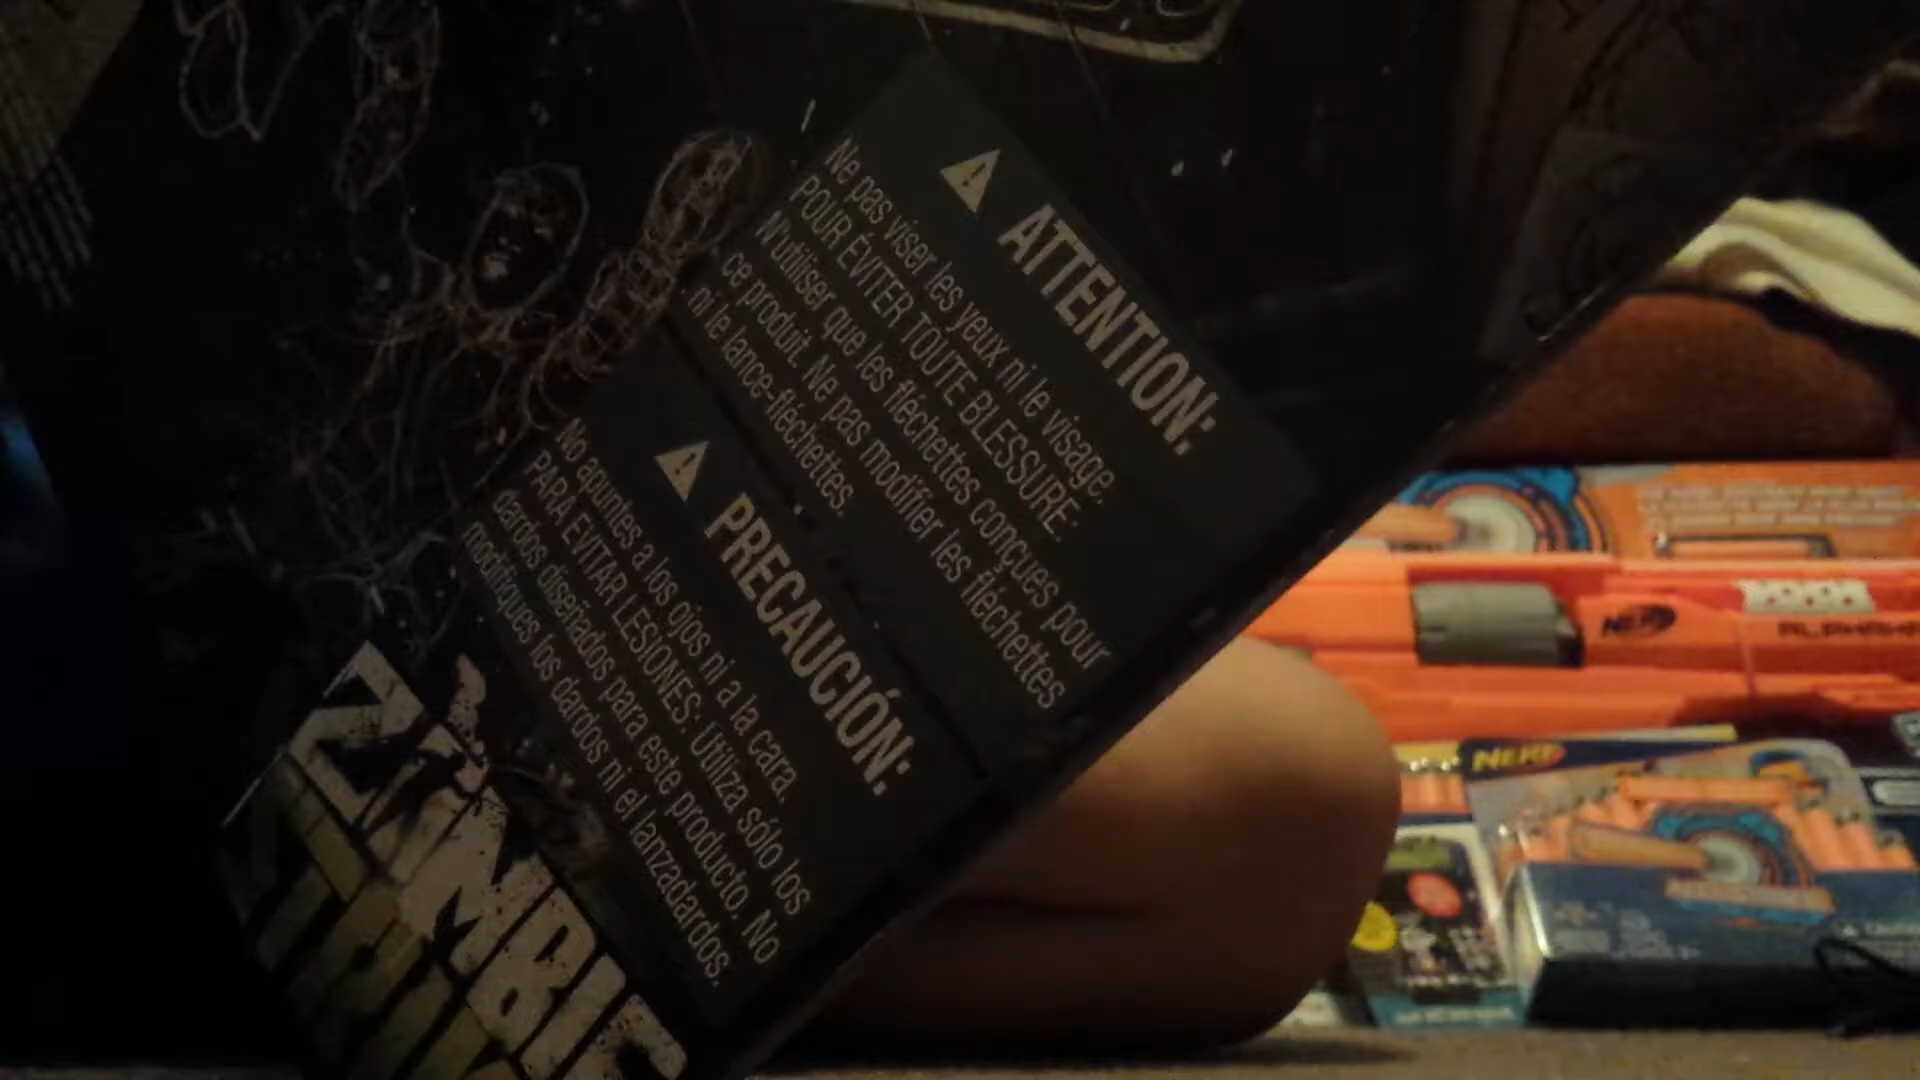 ATTENTION:
Ne pas viser les yeux ni le visage.
POUR ÉVITER TOUTE BLESSURE:
N'utiliser que les fléchettes conçues pour
ce produit. Ne pas modifier les fléchettes
ni le lance-fléchettes.
PRECAUCIÓN:
No apuntes a los ojos ni a la cara.
PARA EVITAR LESIONES: Utiliza sólo los
dardos diseñados para este producto. No
modifiques los dardos ni el lanzadardos.
ZOMBIE
NERF
NERF